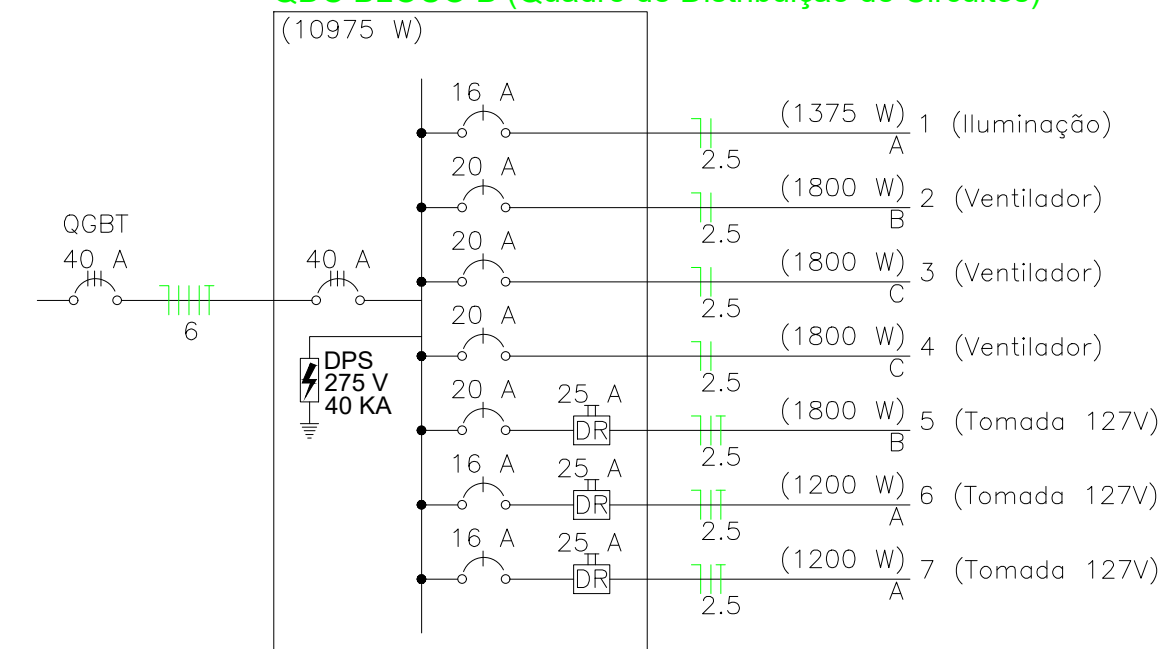 (10975 W)
16 A
(1375 W) 1 (Iluminação)
A
2.5
20 A
(1800 W) 2 (Ventilador)
B
2.5
QGBT
40 A
6
40 A
20 A
(1800 W) 3 (Ventilador)
C
2.5
20 A
(1800 W) 4 (Ventilador)
C
2.5
DPS
275 V
40 KA
20 A
25 A
DR
(1800 W) 5 (Tomada 127V)
B
2.5
16 A
25 A
DR
(1200 W) 6 (Tomada 127V)
A
2.5
16 A
25 A
DR
(1200 W) 7 (Tomada 127V)
A
2.5